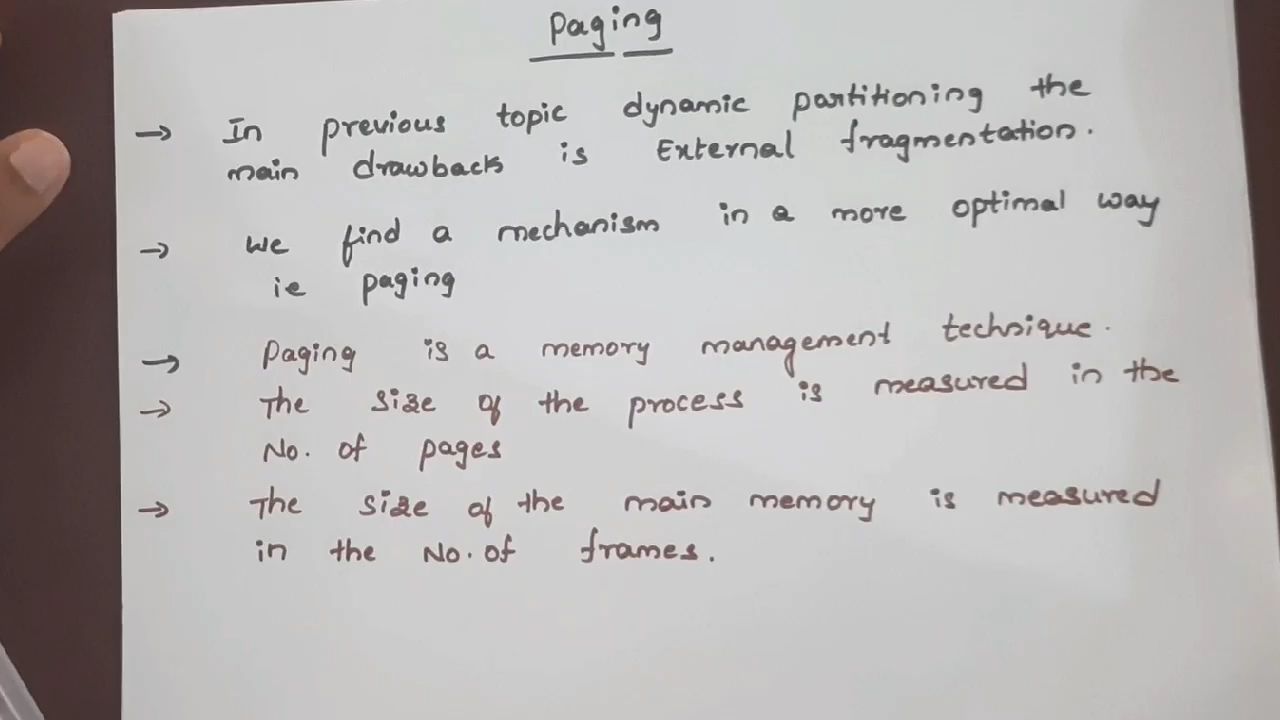 Paging
→ In previous topic dynamic partitioning the
main drawback is External fragmentation.
→ We find a mechanism in a more optimal way
ie paging
→ Paging is a memory management technique.
→ The size of the process is measured in the
No. of pages
→ The size of the main memory is measured
in the No. of frames.